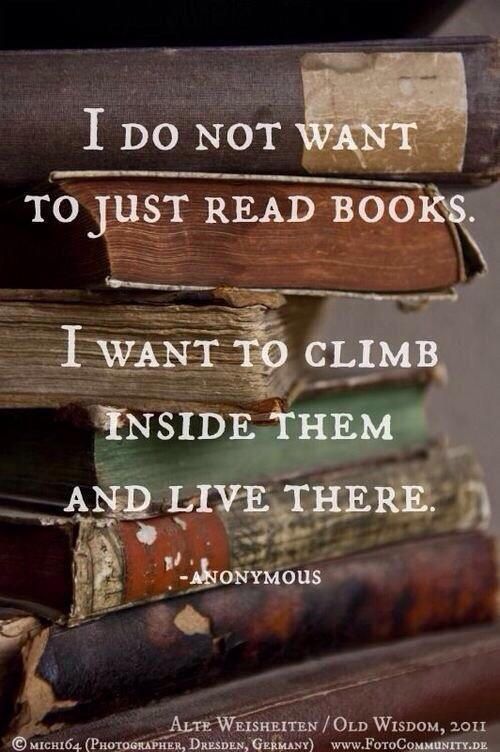 I do not want
to just read books.
I want to climb
inside them
and live there.
-anonymous
Alte Weisheiten / Old Wisdom, 2011
© michi64 (Photographer, Dresden, Germany) www.FotoCommunity.de